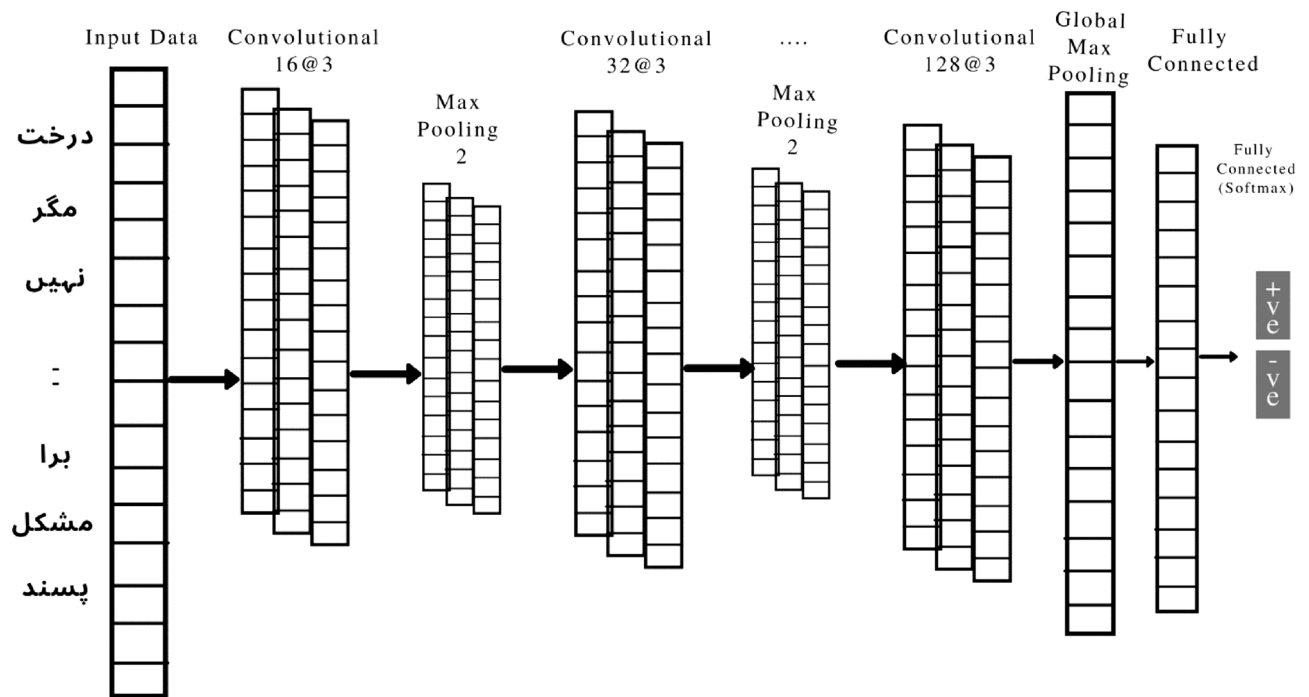 Input Data
Convolutional
16@3
Max
Pooling
2
Convolutional
32@3
....
Max
Pooling
2
Convolutional
128@3
Global
Max
Pooling
Fully
Connected
Fully
Connected
(Softmax)
درخت
مگر
نہیں
برا
مشکل
پسند
+ve
-ve